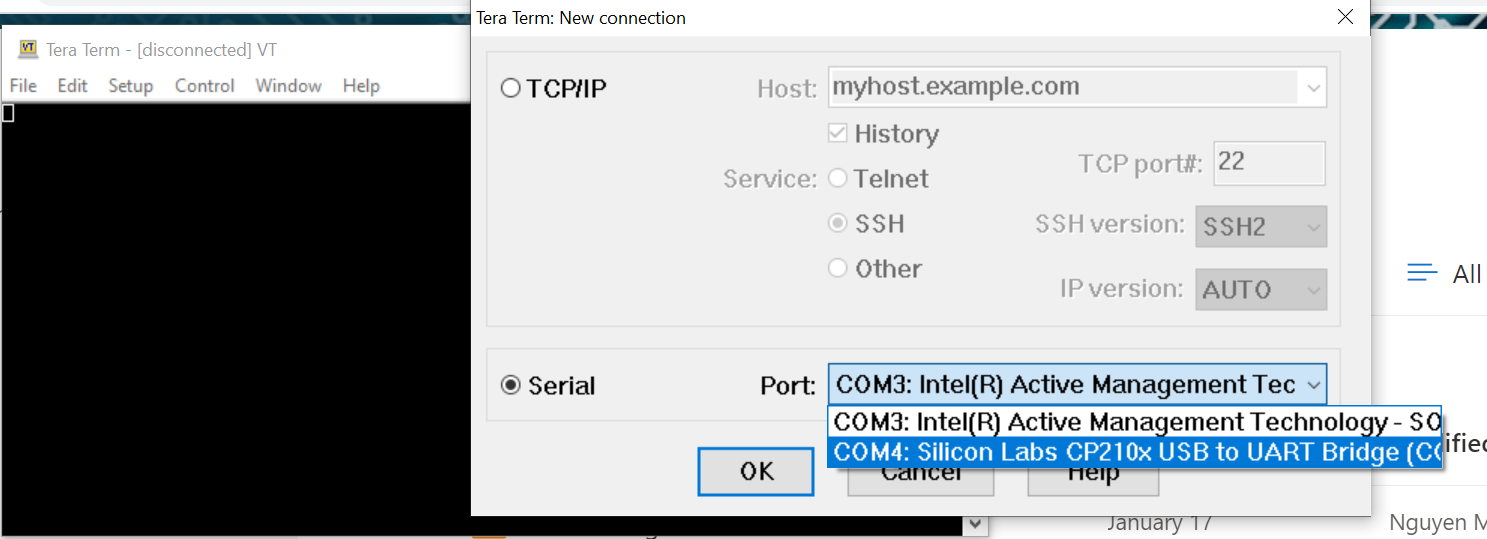 Tera Term: New connection
VT Tera Term - [disconnected] VT
File Edit Setup Control Window Help
TCP/IP
Host: myhost.example.com
History
Service: Telnet
TCP port#: 22
SSH
SSH version: SSH2
Other
IP version: AUTO
All
Serial
Port: COM3: Intel(R) Active Management Tec
COM3: Intel(R) Active Management Technology - SO
COM4: Silicon Labs CP210x USB to UART Bridge (CO
OK Cancel Help
January 17
Nguyen M